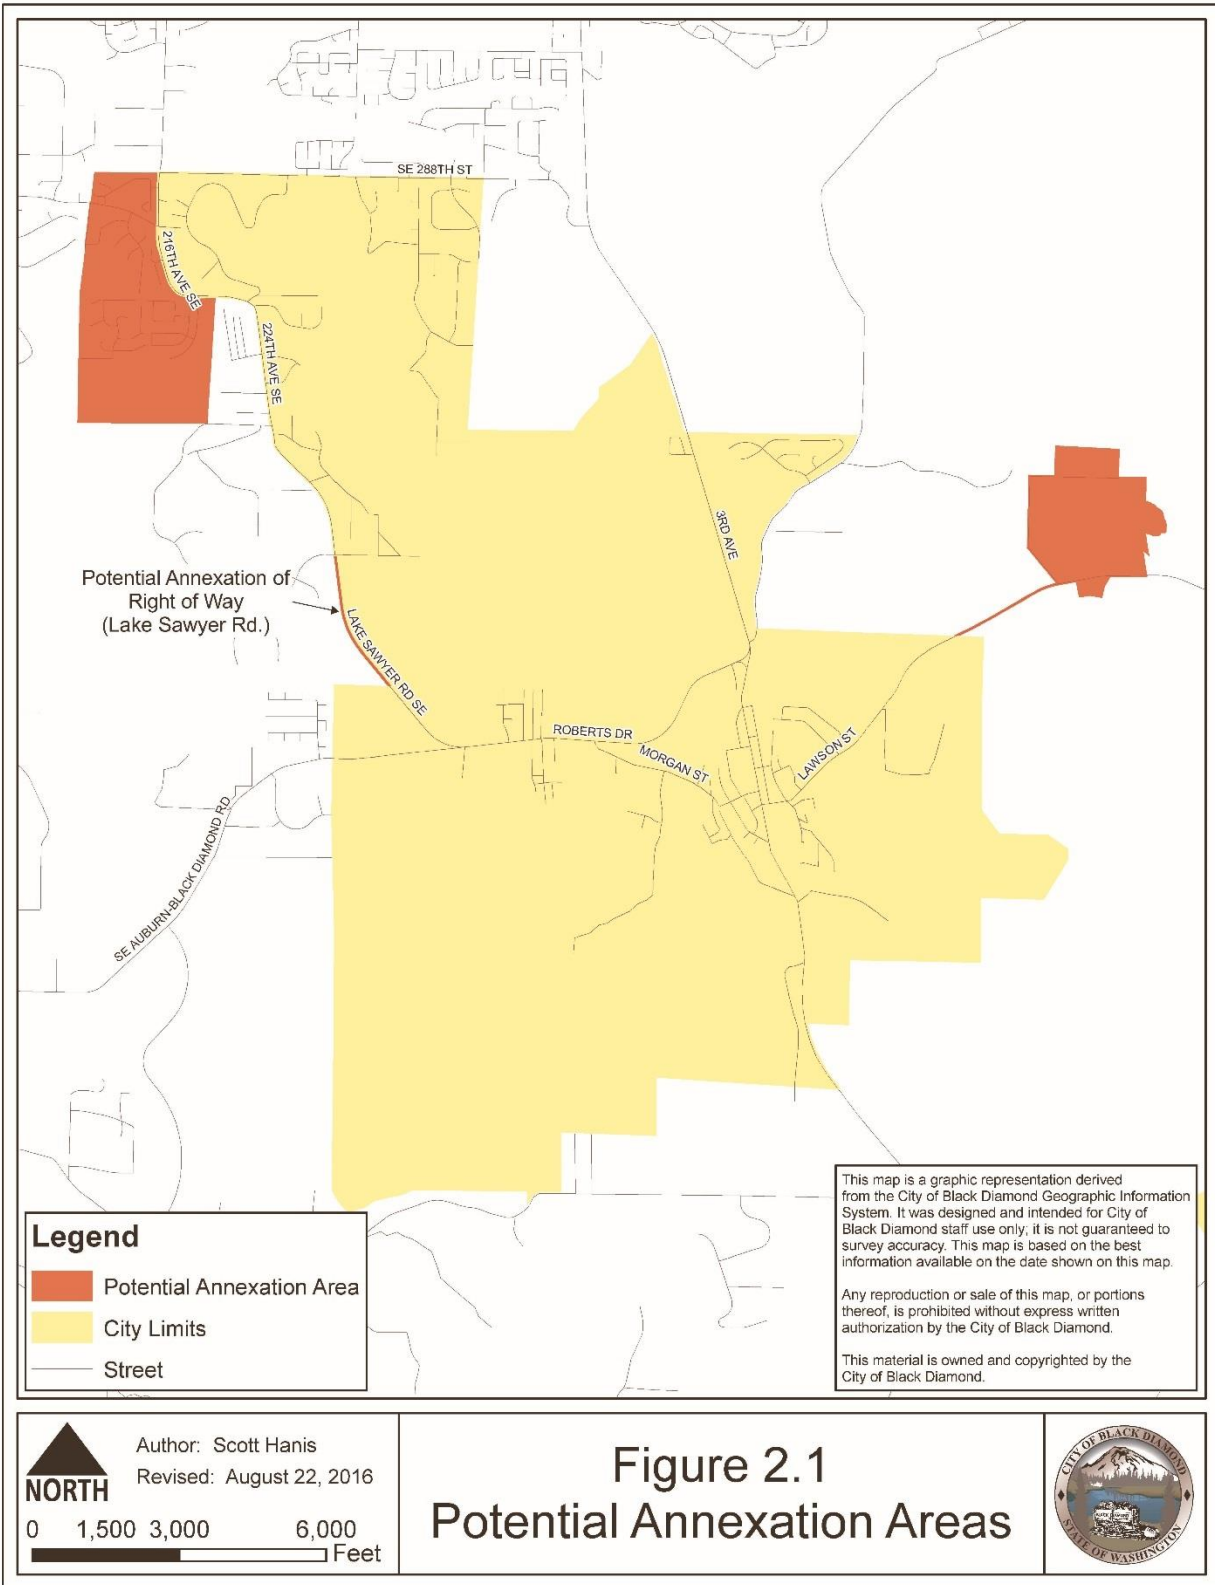 SE 288TH ST
216TH AVE SE
224TH AVE SE
3RD AVE
Potential Annexation of
Right of Way
(Lake Sawyer Rd.)
LAKE SAWYER RD SE
ROBERTS DR
MORGAN ST
LAWSON ST
SE AUBURN-BLACK DIAMOND RD
This map is a graphic representation derived
from the City of Black Diamond Geographic Information
System. It was designed and intended for City of
Black Diamond staff use only; it is not guaranteed to
survey accuracy. This map is based on the best
information available on the date shown on this map.
Any reproduction or sale of this map, or portions
thereof, is prohibited without express written
authorization by the City of Black Diamond.
This material is owned and copyrighted by the
City of Black Diamond.
Legend
Potential Annexation Area
City Limits
Street
NORTH
Author: Scott Hanis
Revised: August 22, 2016
0 1,500 3,000 6,000
Feet
Figure 2.1
Potential Annexation Areas
CITY OF BLACK DIAMOND
STATE OF WASHINGTON